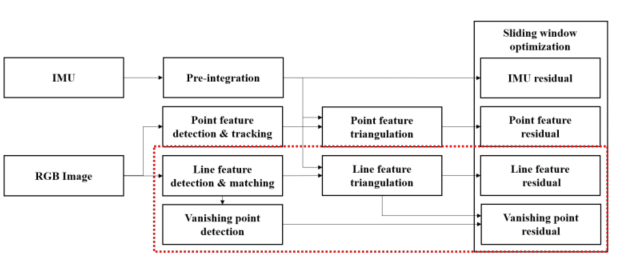 Sliding window
optimization
IMU
Pre-integration
IMU residual
Point feature
detection & tracking
Point feature
triangulation
Point feature
residual
RGB Image
Line feature
detection & matching
Line feature
triangulation
Line feature
residual
Vanishing point
detection
Vanishing point
residual